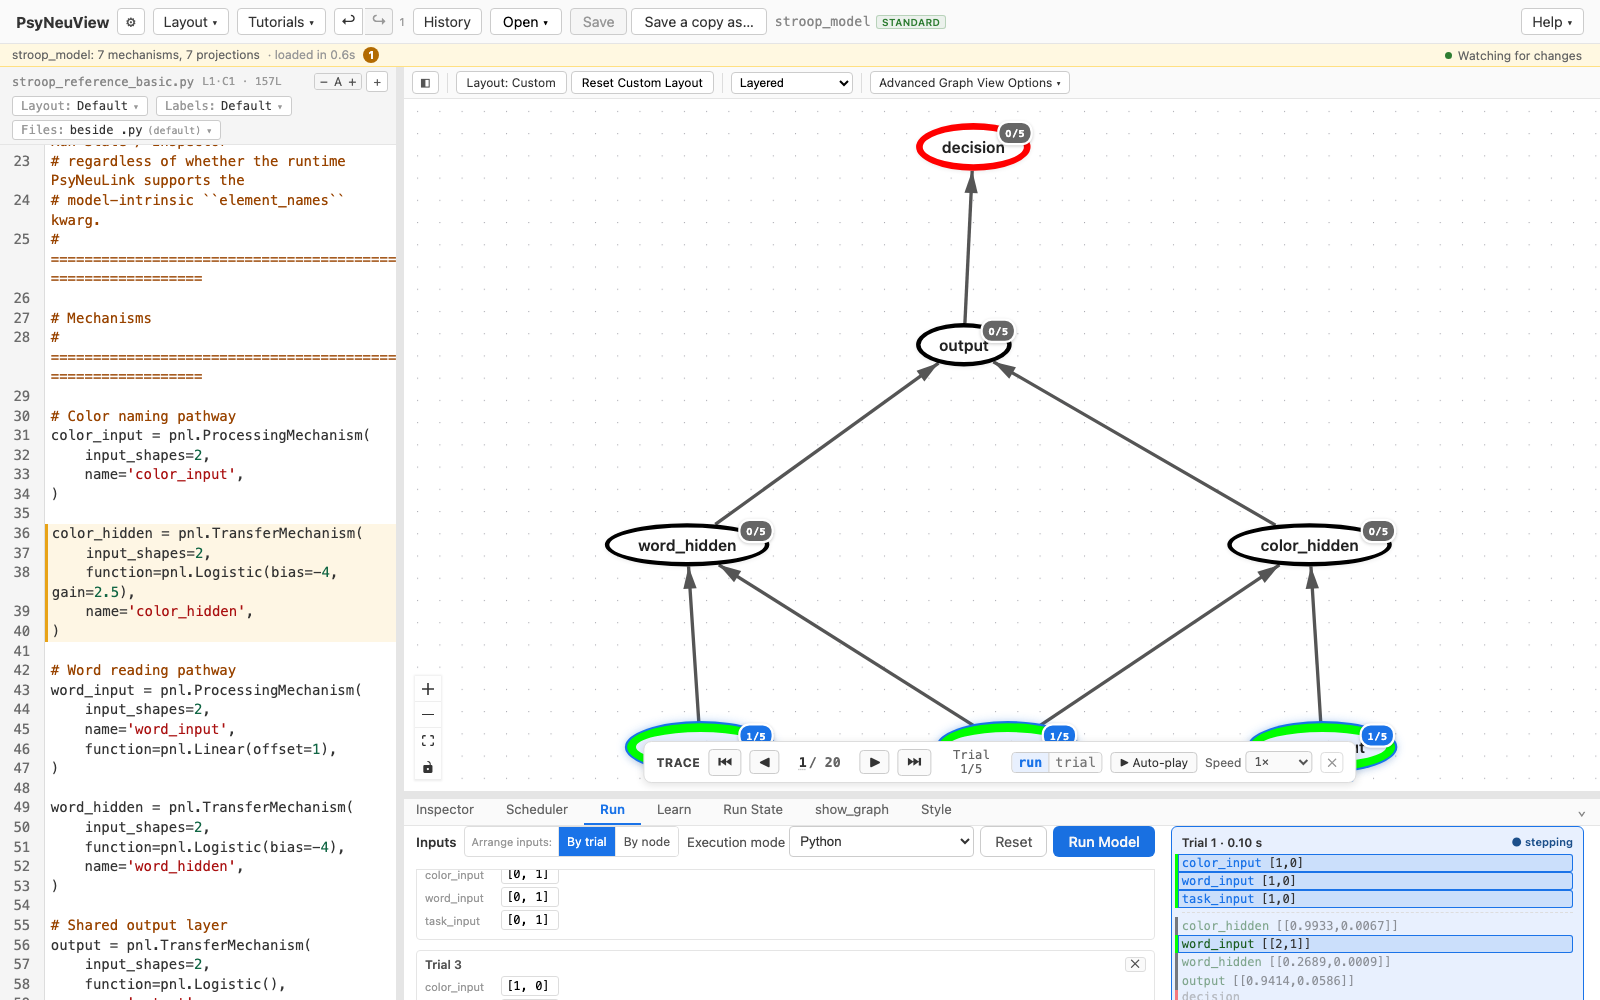 PsyNeuView
Layout ▾
Tutorials ▾
1
History
Open ▾
Save
Save a copy as...
stroop_model
STANDARD
Help ▾
stroop_model: 7 mechanisms, 7 projections · loaded in 0.6s 1
Watching for changes
stroop_reference_basic.py L1:C1 · 157L
− A +
+
Layout: Default ▾
Labels: Default ▾
Files: beside .py (default) ▾
23 # regardless of whether the runtime
PsyNeuLink supports the
24 # model-intrinsic ``element_names``
kwarg.
25 #
=========================================
==================
26
27 # Mechanisms
28 #
=========================================
==================
29
30 # Color naming pathway
31 color_input = pnl.ProcessingMechanism(
32 input_shapes=2,
33 name='color_input',
34 )
35
36 color_hidden = pnl.TransferMechanism(
37 input_shapes=2,
38 function=pnl.Logistic(bias=-4,
gain=2.5),
39 name='color_hidden',
40 )
41
42 # Word reading pathway
43 word_input = pnl.ProcessingMechanism(
44 input_shapes=2,
45 name='word_input',
46 function=pnl.Linear(offset=1),
47 )
48
49 word_hidden = pnl.TransferMechanism(
50 input_shapes=2,
51 function=pnl.Logistic(bias=-4),
52 name='word_hidden',
53 )
54
55 # Shared output layer
56 output = pnl.TransferMechanism(
57 input_shapes=2,
58 function=pnl.Logistic(),
Layout: Custom
Reset Custom Layout
Layered
Advanced Graph View Options ▾
decision
0/5
output
0/5
word_hidden
0/5
color_hidden
0/5
1/5
1/5
1/5
TRACE
1 / 20
Trial
1/5
run
trial
▶ Auto-play
Speed
1×
×
Inspector
Scheduler
Run
Learn
Run State
show_graph
Style
Inputs
Arrange inputs:
By trial
By node
Execution mode
Python
Reset
Run Model
color_input [0, 1]
word_input [0, 1]
task_input [0, 1]
Trial 3
×
color_input [1, 0]
Trial 1 · 0.10 s
stepping
color_input [1,0]
word_input [1,0]
task_input [1,0]
color_hidden [[0.9933,0.0067]]
word_input [[2,1]]
word_hidden [[0.2689,0.0009]]
output [[0.9414,0.0586]]
decision